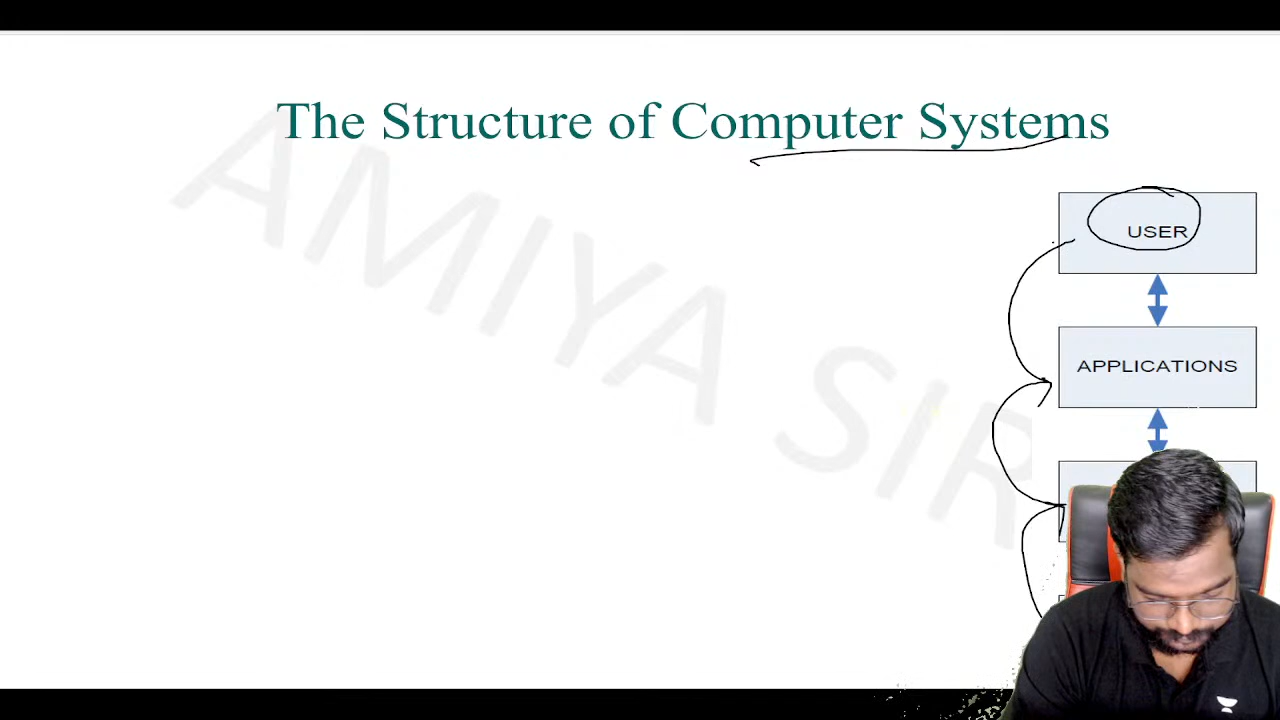 The Structure of Computer Systems
AMIYA SIR
USER
APPLICATIONS